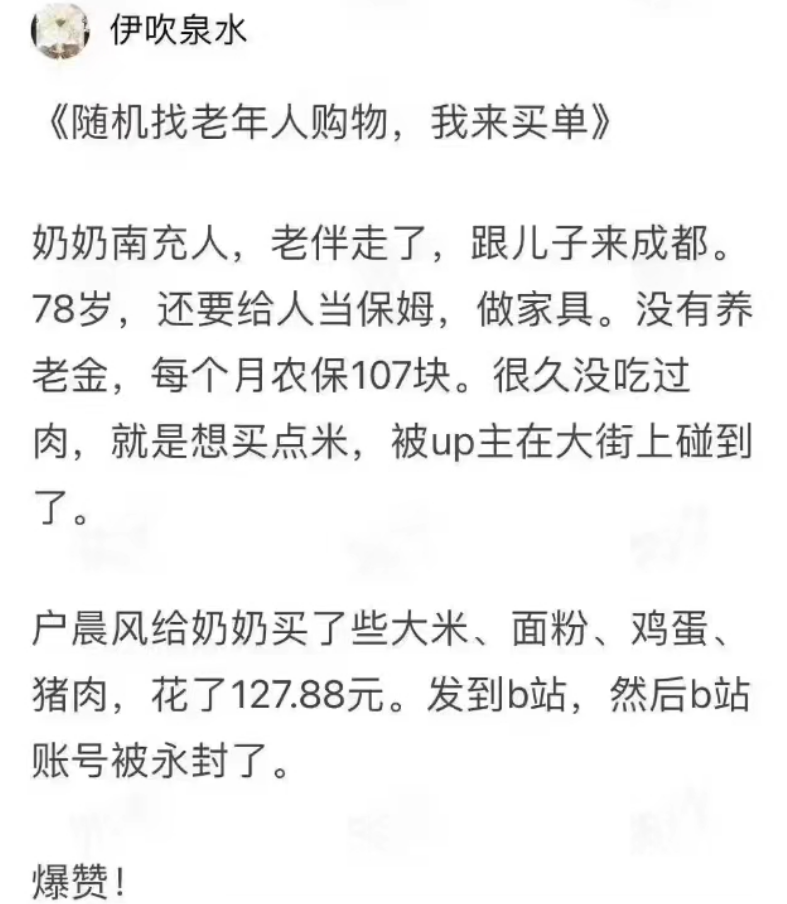 伊吹泉水
《随机找老年人购物，我来买单》
奶奶南充人，老伴走了，跟儿子来成都。
78岁，还要给人当保姆，做家具。没有养
老金，每个月农保107块。很久没吃过
肉，就是想买点米，被up主在大街上碰到
了。
户晨风给奶奶买了些大米、面粉、鸡蛋、
猪肉，花了127.88元。发到b站，然后b站
账号被永封了。
爆赞！